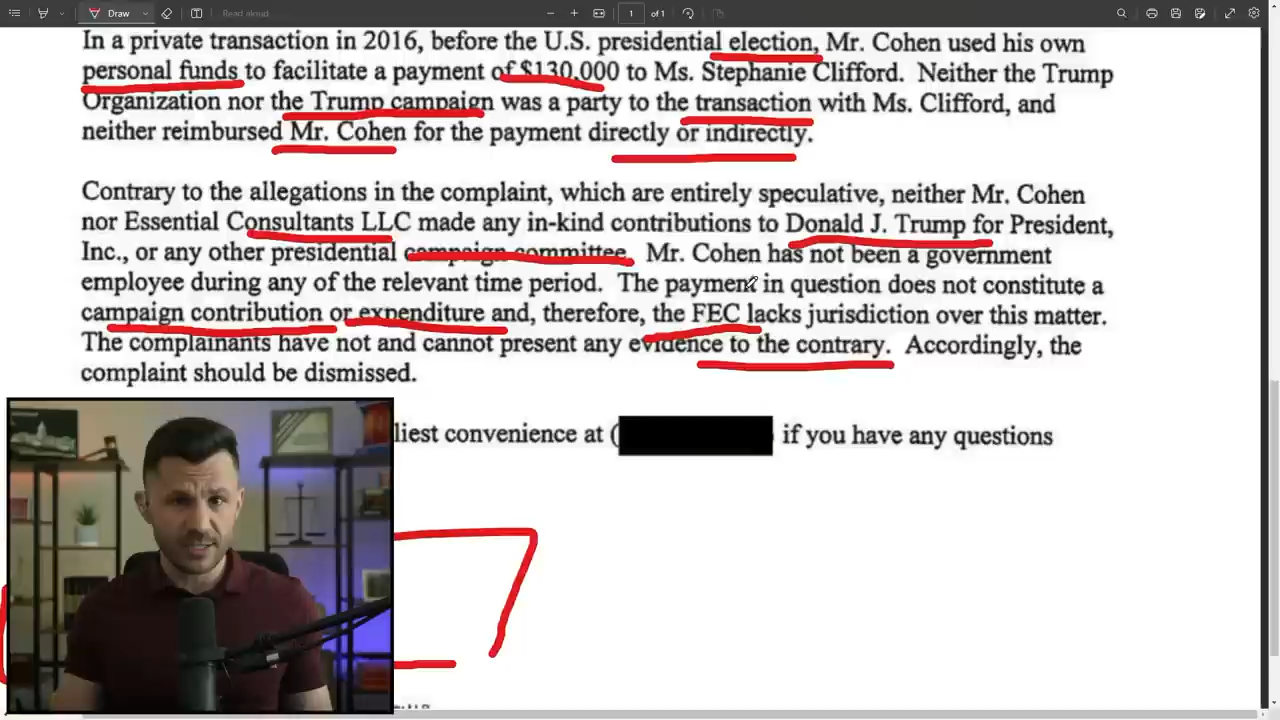 Draw
Read aloud
1
of 1
In a private transaction in 2016, before the U.S. presidential election, Mr. Cohen used his own
personal funds to facilitate a payment of $130,000 to Ms. Stephanie Clifford. Neither the Trump
Organization nor the Trump campaign was a party to the transaction with Ms. Clifford, and
neither reimbursed Mr. Cohen for the payment directly or indirectly.
Contrary to the allegations in the complaint, which are entirely speculative, neither Mr. Cohen
nor Essential Consultants LLC made any in-kind contributions to Donald J. Trump for President,
Inc., or any other presidential campaign committee. Mr. Cohen has not been a government
employee during any of the relevant time period. The payment in question does not constitute a
campaign contribution or expenditure and, therefore, the FEC lacks jurisdiction over this matter.
The complainants have not and cannot present any evidence to the contrary. Accordingly, the
complaint should be dismissed.
liest convenience at ( if you have any questions